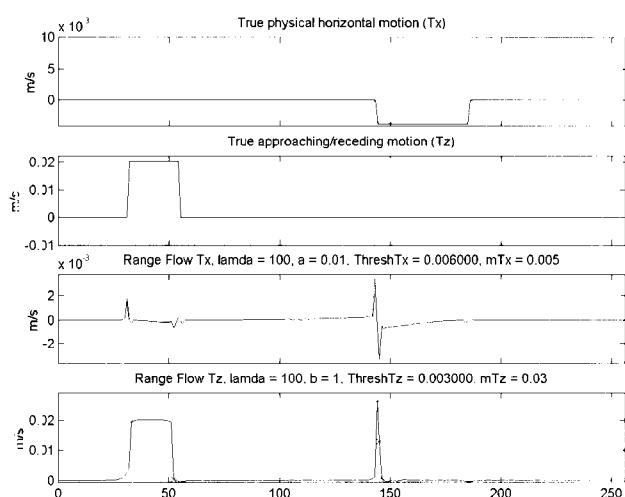 True physical horizontal motion (Tx)
x 10³
10
5
0
m/s
True approaching/receding motion (Tz)
0.02
0.01
0
-0.01
m/s
x 10⁻³
Range Flow Tx, lamda = 100, a = 0.01, ThreshTx = 0.006000, mTx = 0.005
2
0
-2
m/s
Range Flow Tz, lamda = 100, b = 1, ThreshTz = 0.003000, mTz = 0.03
0.02
0.01
0
m/s
0 50 100 150 200 250